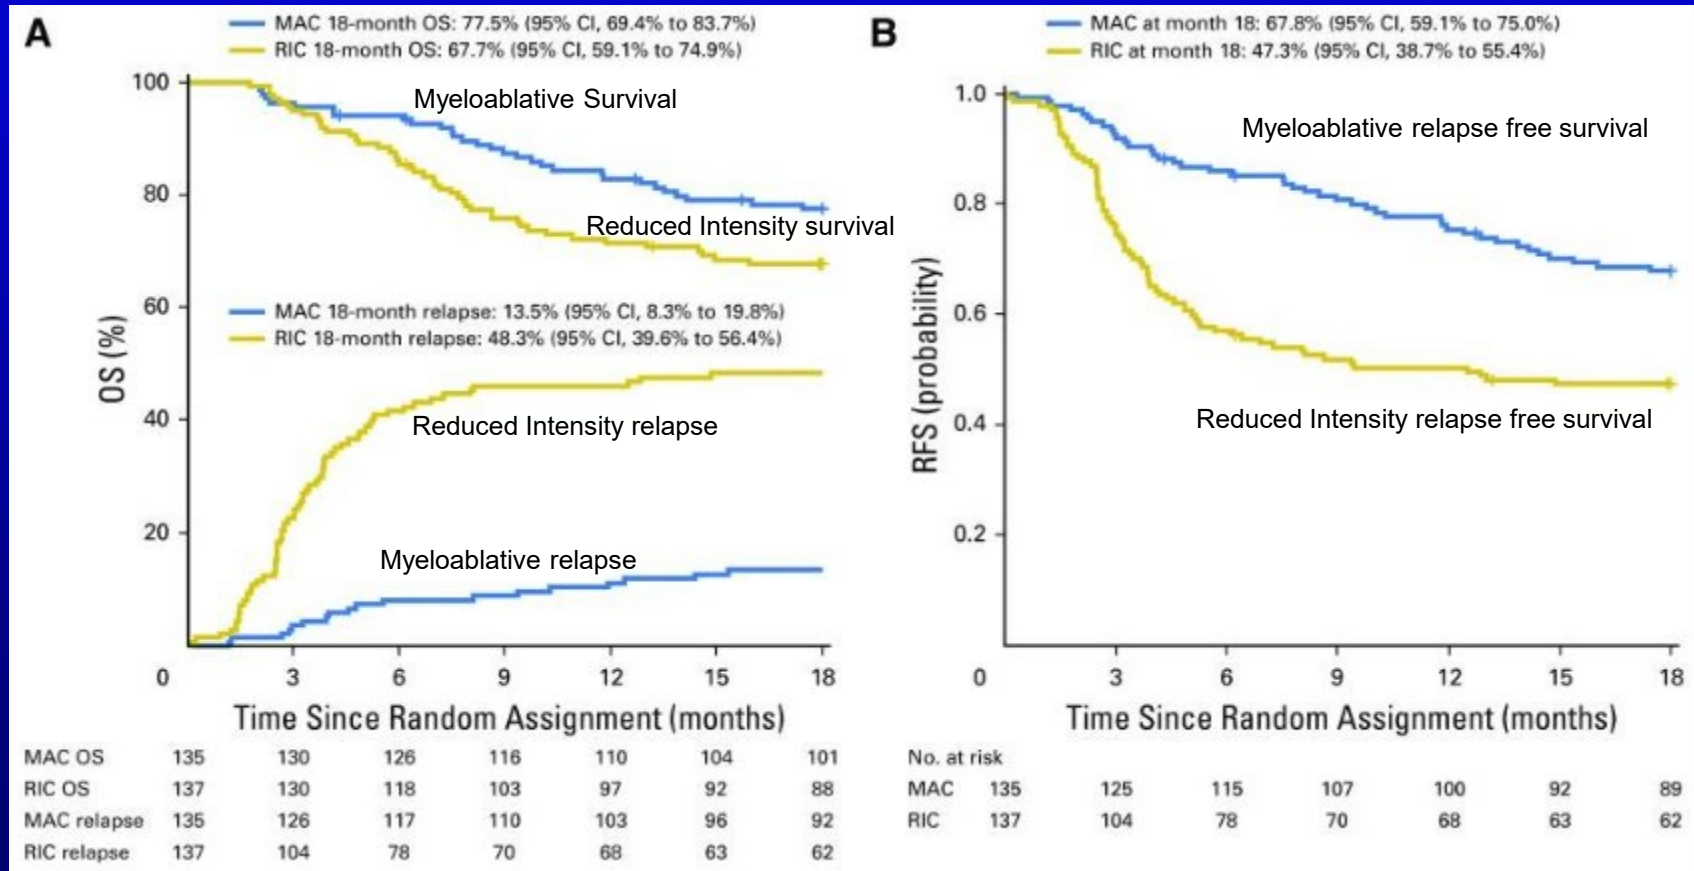 A
MAC 18-month OS: 77.5% (95% CI, 69.4% to 83.7%)
RIC 18-month OS: 67.7% (95% CI, 59.1% to 74.9%)
100
80
60
40
20
0
OS (%)
Myeloablative Survival
Reduced Intensity survival
MAC 18-month relapse: 13.5% (95% CI, 8.3% to 19.8%)
RIC 18-month relapse: 48.3% (95% CI, 39.6% to 56.4%)
Reduced Intensity relapse
Myeloablative relapse
3 6 9 12 15 18
Time Since Random Assignment (months)
MAC OS 135 130 126 116 110 104 101
RIC OS 137 130 118 103 97 92 88
MAC relapse 135 126 117 110 103 96 92
RIC relapse 137 104 78 70 68 63 62
B
MAC at month 18: 67.8% (95% CI, 59.1% to 75.0%)
RIC at month 18: 47.3% (95% CI, 38.7% to 55.4%)
1.0
0.8
0.6
0.4
0.2
0
RFS (probability)
Myeloablative relapse free survival
Reduced Intensity relapse free survival
3 6 9 12 15 18
Time Since Random Assignment (months)
No. at risk
MAC 135 125 115 107 100 92 89
RIC 137 104 78 70 68 63 62